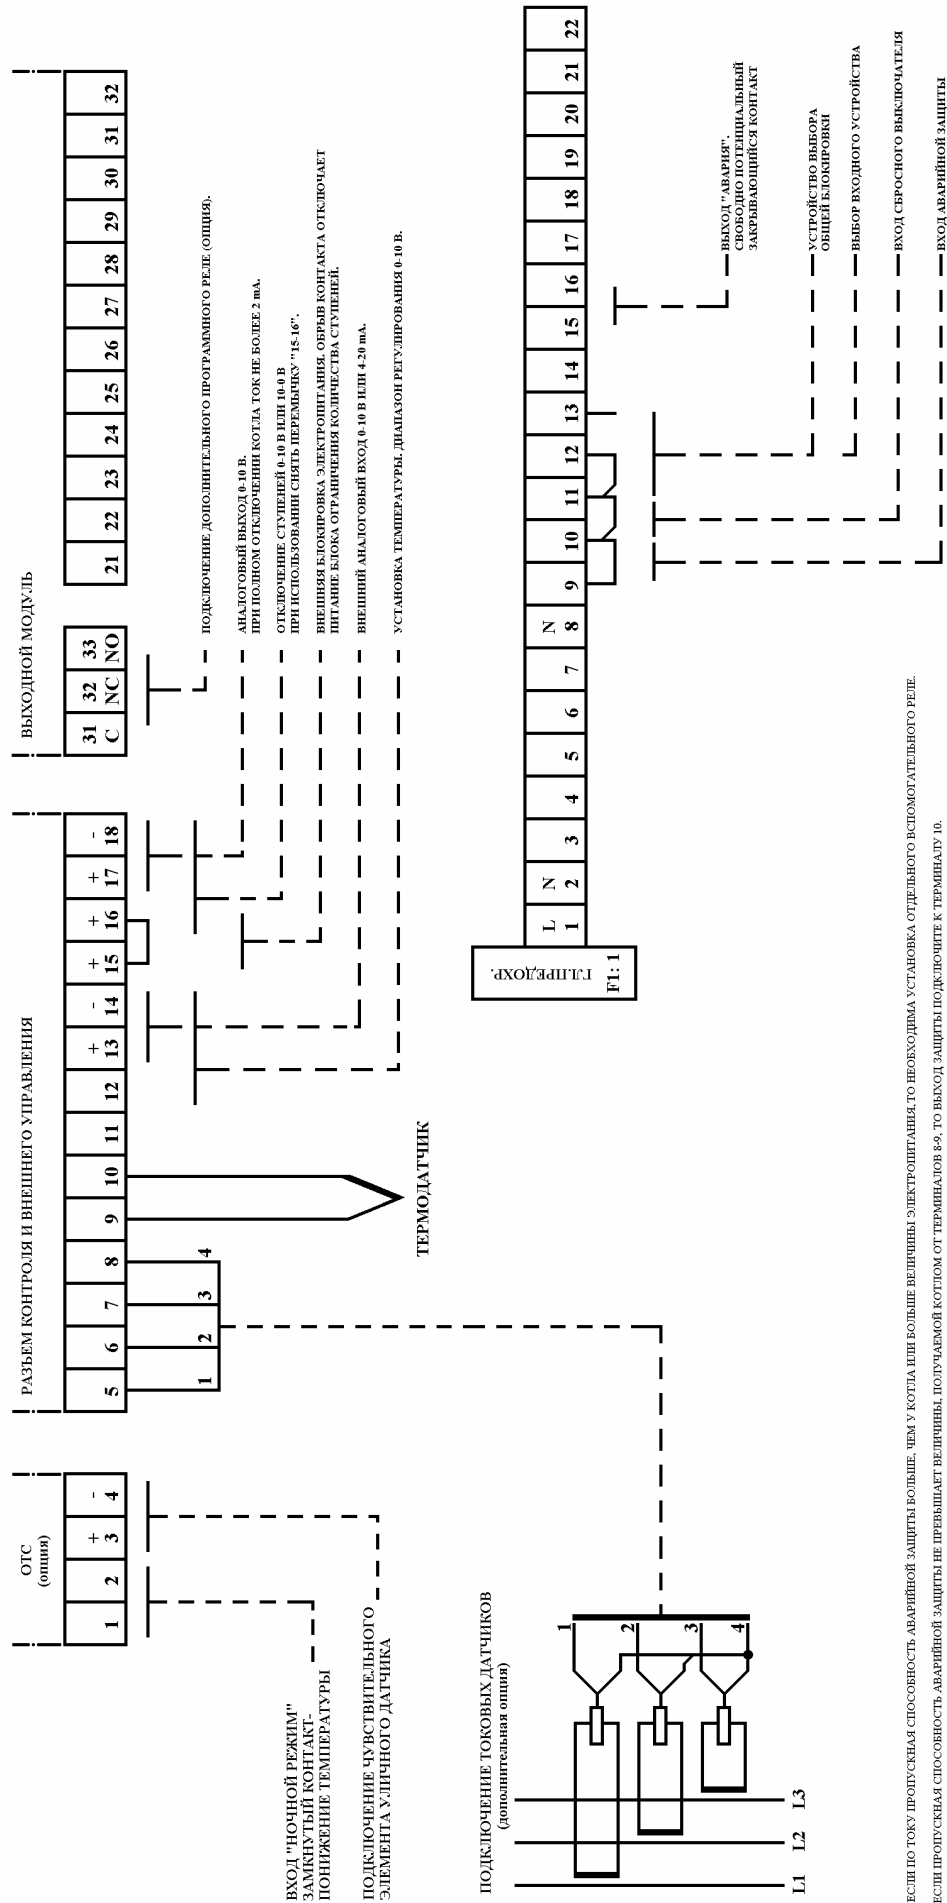 ОТС
(опция)
1 2 3 4
+ -
РАЗЪЕМ КОНТРОЛЯ И ВНЕШНЕГО УПРАВЛЕНИЯ
+ - + + + -
5 6 7 8 9 10 11 12 13 14 15 16 17 18
1 2 3 4
ТЕРМОДАТЧИК
ВЫХОДНОЙ МОДУЛЬ
31 32 33
C NC NO
21 22 23 24 25 26 27 28 29 30 31 32
ПОДКЛЮЧЕНИЕ ДОПОЛНИТЕЛЬНОГО ПРОГРАММНОГО РЕЛЕ (ОПЦИЯ).
АНАЛОГОВЫЙ ВЫХОД 0-10 В.
ПРИ ПОЛНОМ ОТКЛЮЧЕНИИ КОТЛА ТОК НЕ БОЛЕЕ 2 mA.
ОТКЛЮЧЕНИЕ СТУПЕНЕЙ 0-10 В ИЛИ 10-0 В
ПРИ ИСПОЛЬЗОВАНИИ СНЯТЬ ПЕРЕМЫЧКУ "15-16".
ВНЕШНЯЯ БЛОКИРОВКА ЭЛЕКТРОПИТАНИЯ. ОБРЫВ КОНТАКТА ОТКЛЮЧАЕТ
ПИТАНИЕ БЛОКА ОГРАНИЧЕНИЯ КОЛИЧЕСТВА СТУПЕНЕЙ.
ВНЕШНИЙ АНАЛОГОВЫЙ ВХОД 0-10 В ИЛИ 4-20 mA.
УСТАНОВКА ТЕМПЕРАТУРЫ. ДИАПАЗОН РЕГУЛИРОВАНИЯ 0-10 В.
ВХОД "НОЧНОЙ РЕЖИМ"
ЗАМКНУТЫЙ КОНТАКТ-
ПОНИЖЕНИЕ ТЕМПЕРАТУРЫ
ПОДКЛЮЧЕНИЕ ЧУВСТВИТЕЛЬНОГО
ЭЛЕМЕНТА УЛИЧНОГО ДАТЧИКА
ПОДКЛЮЧЕНИЕ ТОКОВЫХ ДАТЧИКОВ
(дополнительная опция)
1
2
3
4
L1 L2 L3
ГЛ.ПРЕДОХР.
F1: 1
L N N
1 2 3 4 5 6 7 8 9 10 11 12 13 14 15 16 17 18 19 20 21 22
ВЫХОД "АВАРИЯ".
СВОБОДНО ПОТЕНЦИАЛЬНЫЙ
ЗАКРЫВАЮЩИЙСЯ КОНТАКТ
УСТРОЙСТВО ВЫБОРА
ОБЩЕЙ БЛОКИРОВКИ
ВЫБОР ВХОДНОГО УСТРОЙСТВА
ВХОД СБРОСНОГО ВЫКЛЮЧАТЕЛЯ
ВХОД АВАРИЙНОЙ ЗАЩИТЫ
ЕСЛИ ПО ТОКУ ПРОПУСКНАЯ СПОСОБНОСТЬ АВАРИЙНОЙ ЗАЩИТЫ БОЛЬШЕ, ЧЕМ У КОТЛА ИЛИ БОЛЬШЕ ВЕЛИЧИНЫ ЭЛЕКТРОПИТАНИЯ,ТО НЕОБХОДИМА УСТАНОВКА ОТДЕЛЬНОГО ВСПОМОГАТЕЛЬНОГО РЕЛЕ.
ЕСЛИ ПРОПУСКНАЯ СПОСОБНОСТЬ АВАРИЙНОЙ ЗАЩИТЫ НЕ ПРЕВЫШАЕТ ВЕЛИЧИНЫ, ПОЛУЧАЕМОЙ КОТЛОМ ОТ ТЕРМИНАЛОВ 8-9, ТО ВЫХОД ЗАЩИТЫ ПОДКЛЮЧИТЕ К ТЕРМИНАЛУ 10.